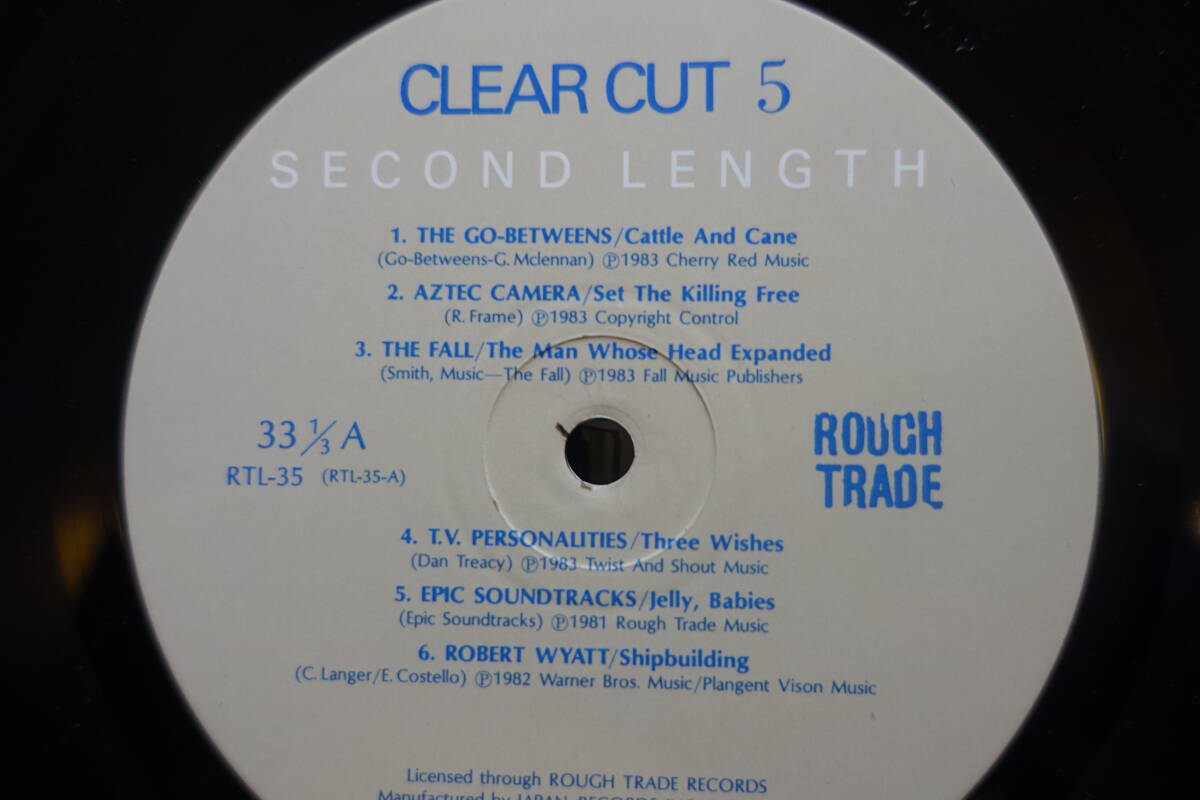 CLEAR CUT 5
SECOND LENGTH
1. THE GO-BETWEENS/Cattle And Cane
(Go-Betweens-G. Mclennan) ℗1983 Cherry Red Music
2. AZTEC CAMERA/Set The Killing Free
(R. Frame) ℗1983 Copyright Control
3. THE FALL/The Man Whose Head Expanded
(Smith, Music—The Fall) ℗1983 Fall Music Publishers
33 1/3 A
RTL-35 (RTL-35-A)
ROUGH
TRADE
4. T.V. PERSONALITIES/Three Wishes
(Dan Treacy) ℗1983 Twist And Shout Music
5. EPIC SOUNDTRACKS/Jelly, Babies
(Epic Soundtracks) ℗1981 Rough Trade Music
6. ROBERT WYATT/Shipbuilding
(C. Langer/E. Costello) ℗1982 Warner Bros. Music/Plangent Vison Music
Licensed through ROUGH TRADE RECORDS
Manufactured by JAPAN RECORDS